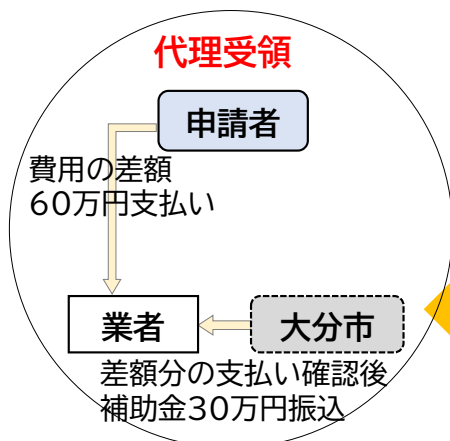 代理受領
申請者
費用の差額
60万円支払い
業者
大分市
差額分の支払い確認後
補助金30万円振込